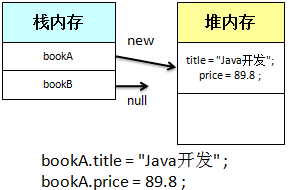 栈内存
堆内存
new
bookA
title = "Java开发";
price = 89.8 ;
bookB
null
bookA.title = "Java开发" ;
bookA.price = 89.8 ;